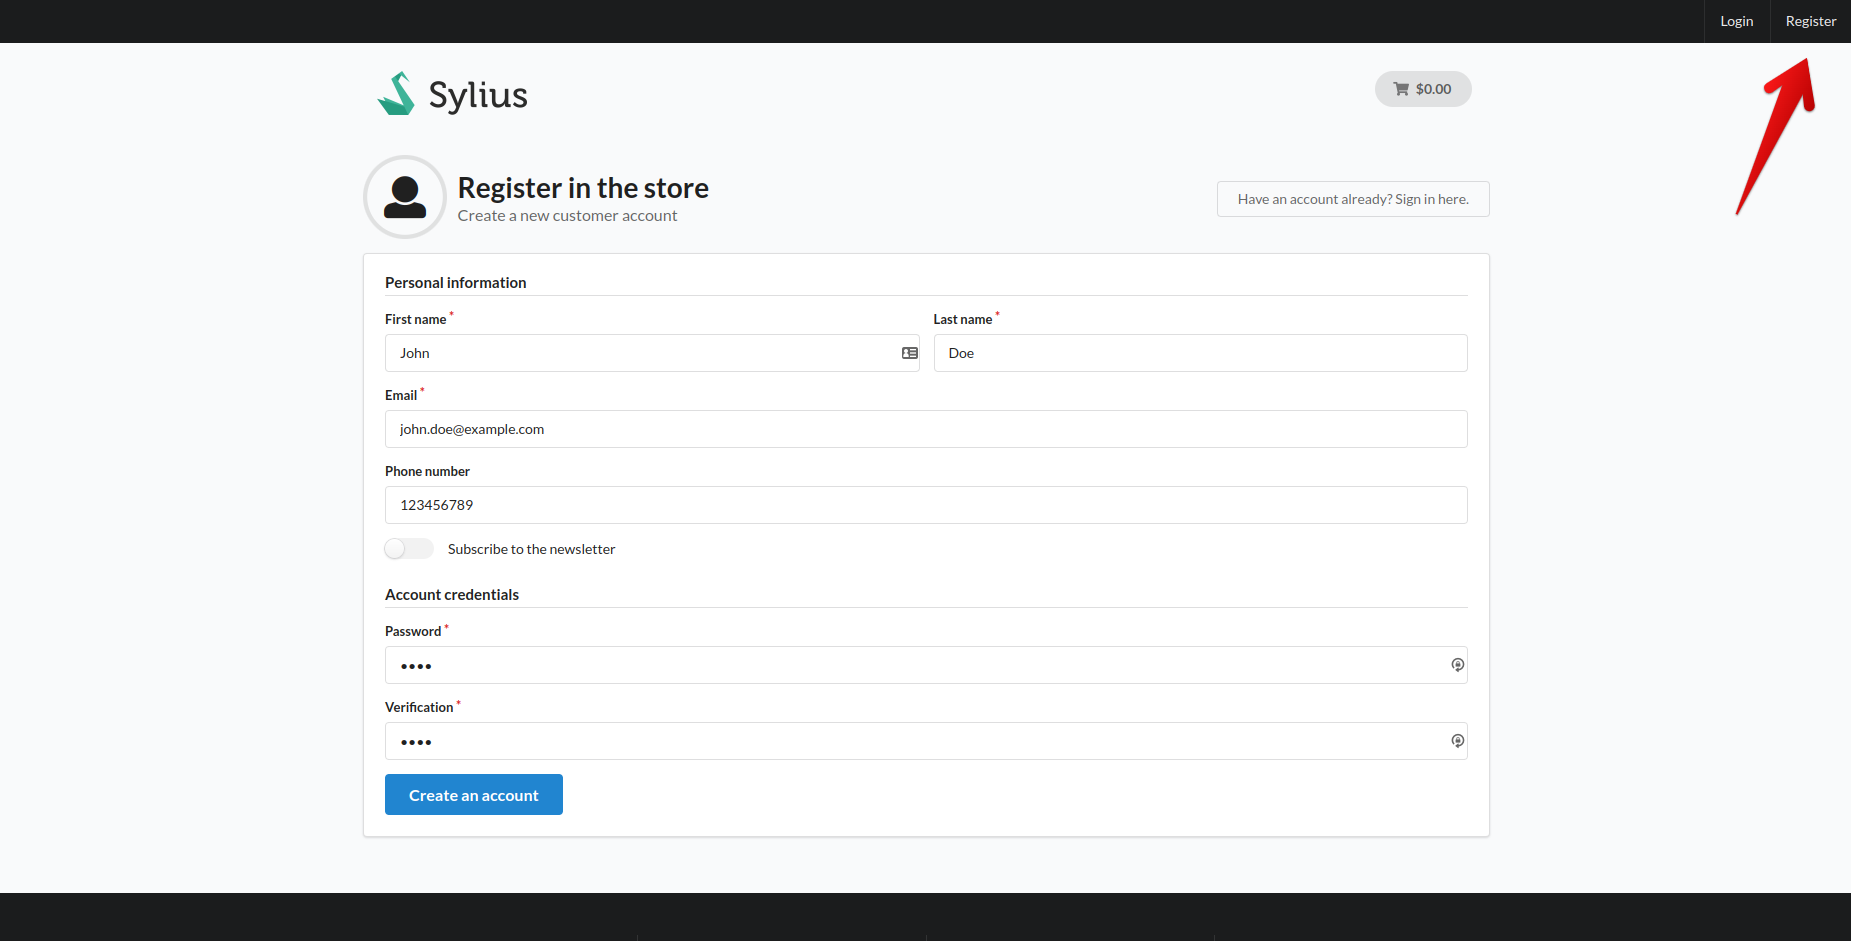 Login Register
Sylius
$0.00
Register in the store
Create a new customer account
Have an account already? Sign in here.
Personal information
First name * Last name *
John Doe
Email *
john.doe@example.com
Phone number
123456789
Subscribe to the newsletter
Account credentials
Password *
••••
Verification *
••••
Create an account